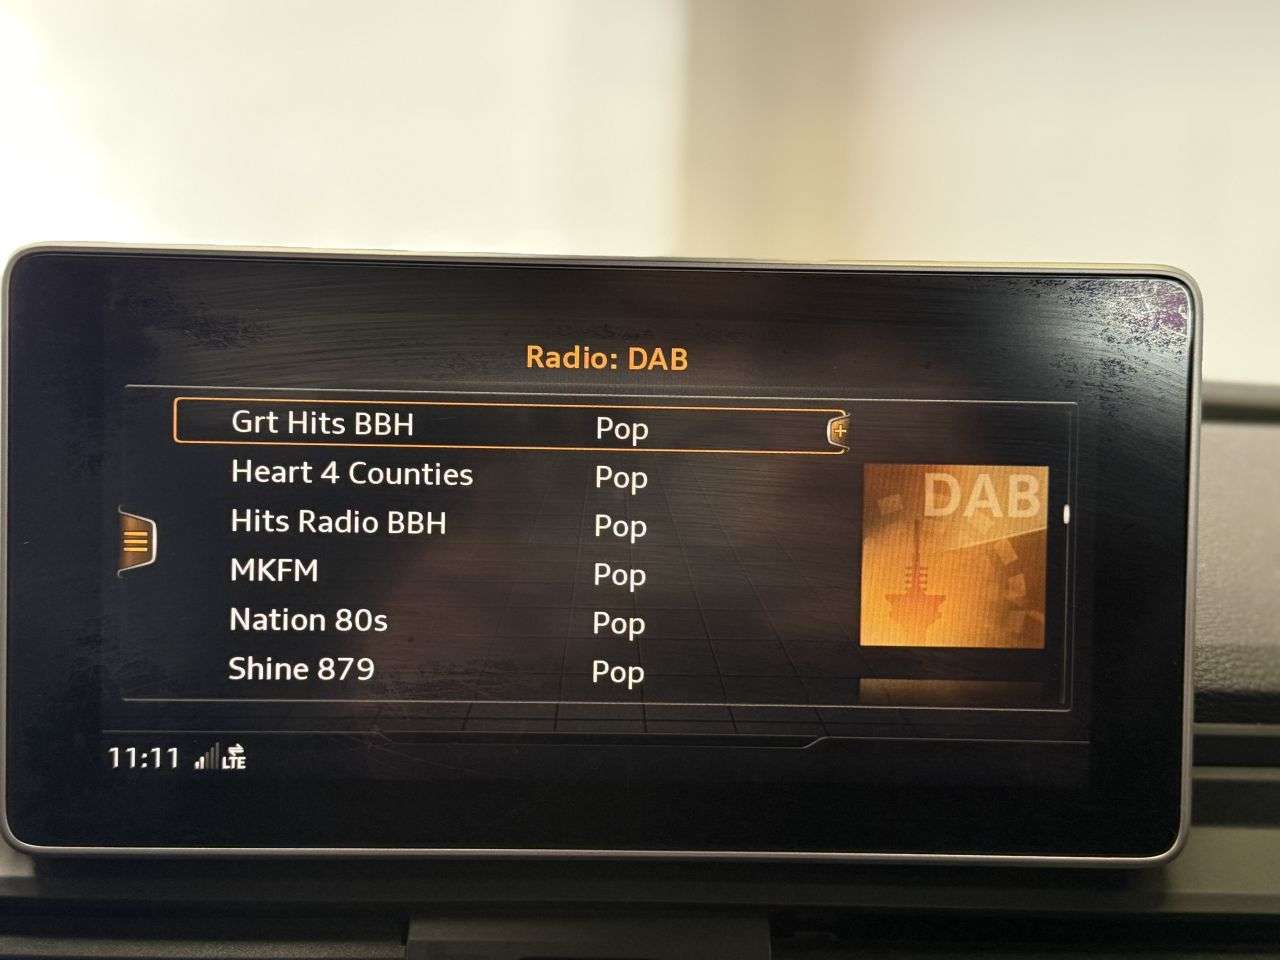 Radio: DAB
Grt Hits BBH Pop
Heart 4 Counties Pop
Hits Radio BBH Pop
MKFM Pop
Nation 80s Pop
Shine 879 Pop
DAB
11:11 LTE